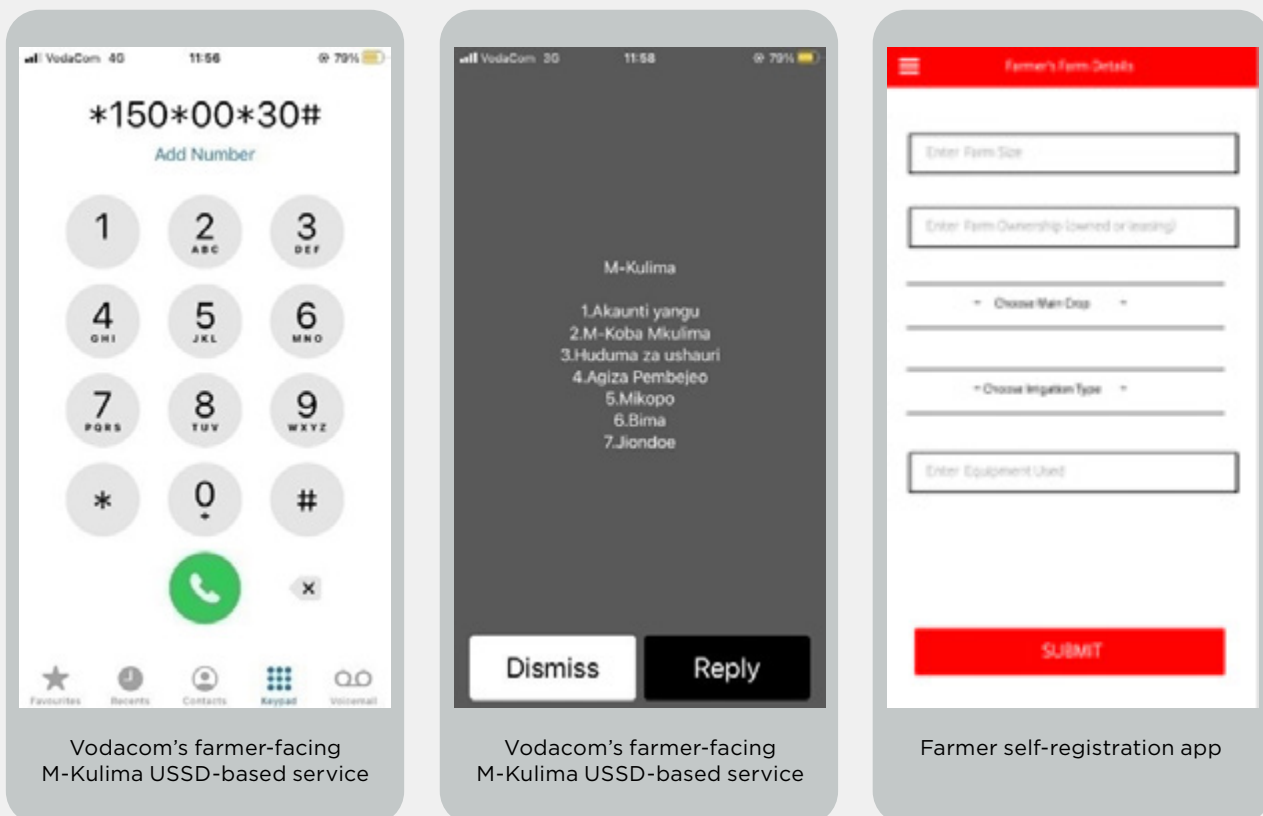 VodaCom 4G 11:56 79%
*150*00*30#
Add Number
1
2 ABC
3 DEF
4 GHI
5 JKL
6 MNO
7 PQRS
8 TUV
9 WXYZ
*
0
#
Favourites Recents Contacts Keypad Voicemail
Vodacom's farmer-facing
M-Kulima USSD-based service
VodaCom 3G 11:58 79%
M-Kulima
1.Akaunti yangu
2.M-Koba Mkulima
3.Huduma za ushauri
4.Agiza Pembejeo
5.Mikopo
6.Bima
7.Jiondoe
Dismiss Reply
Vodacom's farmer-facing
M-Kulima USSD-based service
Farmer's Farm Details
Enter Farm Size
Enter Farm Ownership (owned or leasing)
Choose Main Drop
Choose Irrigation Type
Enter Equipment Used
SUBMIT
Farmer self-registration app